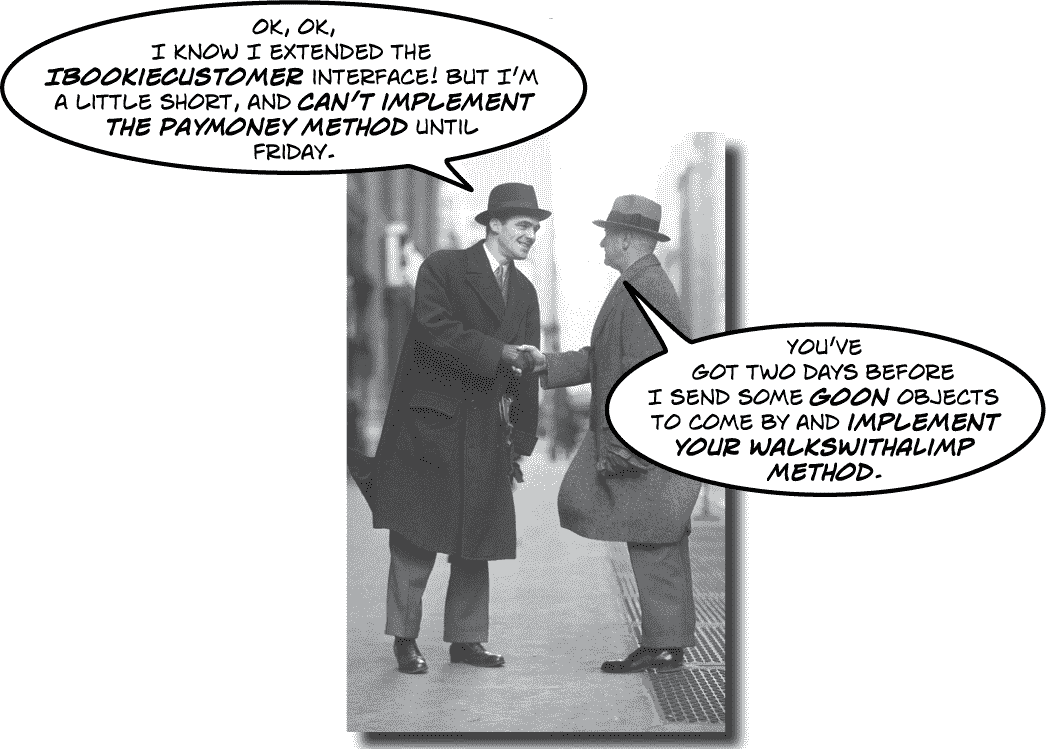 OK, OK,
I KNOW I EXTENDED THE
IBOOKIECUSTOMER INTERFACE! BUT I'M
A LITTLE SHORT, AND CAN'T IMPLEMENT
THE PAYMONEY METHOD UNTIL
FRIDAY.
YOU'VE
GOT TWO DAYS BEFORE
I SEND SOME GOON OBJECTS
TO COME BY AND IMPLEMENT
YOUR WALKSWITHALIMP
METHOD.